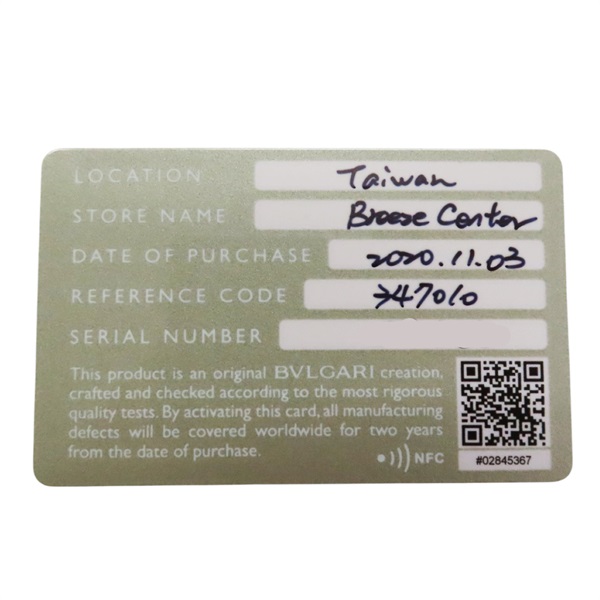 LOCATION Taiwan
STORE NAME Breeze Center
DATE OF PURCHASE 2020.11.03
REFERENCE CODE 347010
SERIAL NUMBER
This product is an original BVLGARI creation,
crafted and checked according to the most rigorous
quality tests. By activating this card, all manufacturing
defects will be covered worldwide for two years
from the date of purchase.
NFC
#02845367